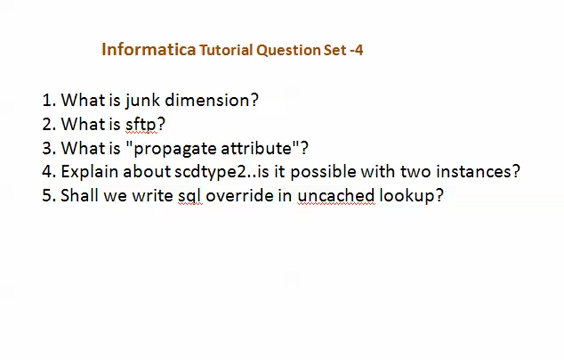 Informatica Tutorial Question Set -4
1. What is junk dimension?
2. What is sftp?
3. What is "propagate attribute"?
4. Explain about scdtype2..is it possible with two instances?
5. Shall we write sql override in uncached lookup?